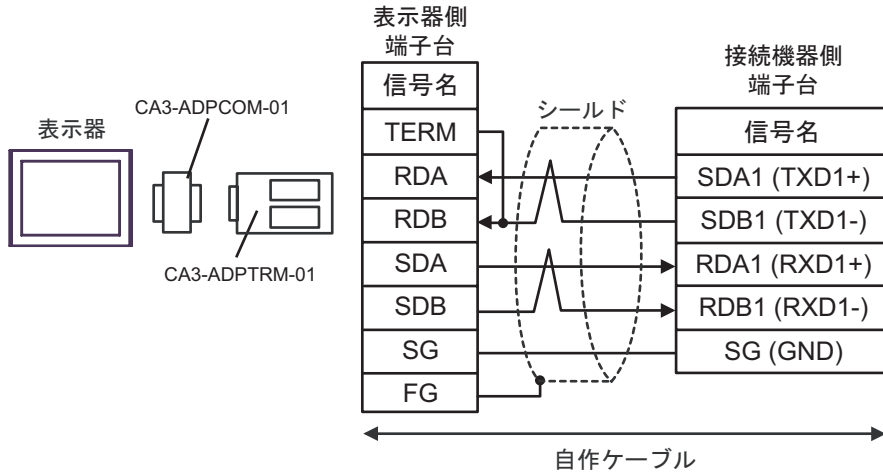 表示器
CA3-ADPCOM-01
CA3-ADPTRM-01
表示器側
端子台
信号名
TERM
RDA
RDB
SDA
SDB
SG
FG
シールド
接続機器側
端子台
信号名
SDA1 (TXD1+)
SDB1 (TXD1-)
RDA1 (RXD1+)
RDB1 (RXD1-)
SG (GND)
自作ケーブル